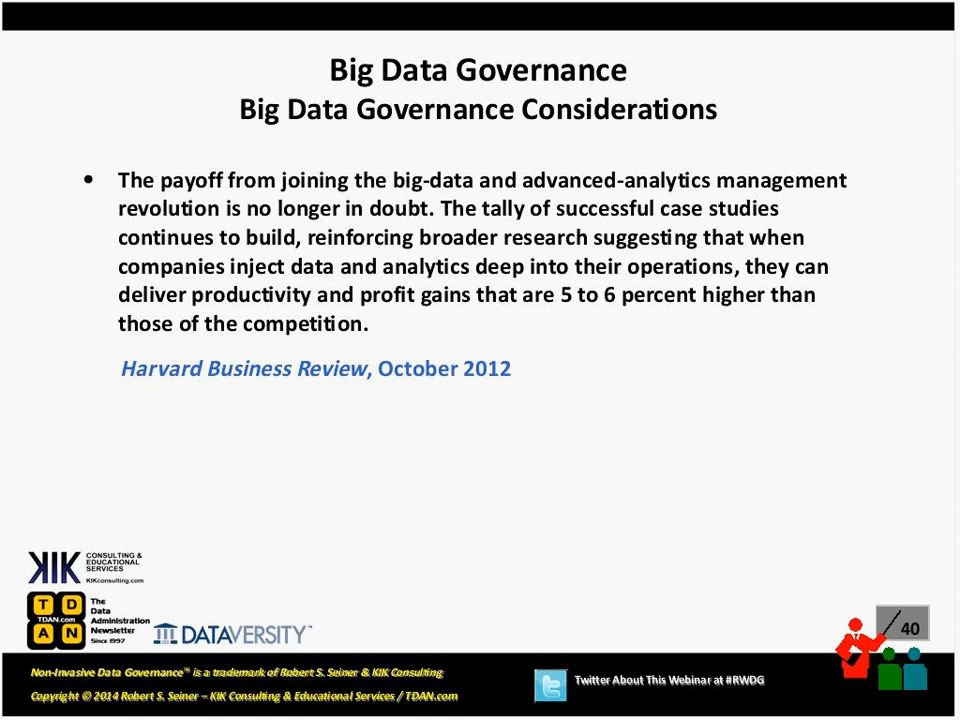 Big Data Governance
Big Data Governance Considerations
• The payoff from joining the big-data and advanced-analytics management
revolution is no longer in doubt. The tally of successful case studies
continues to build, reinforcing broader research suggesting that when
companies inject data and analytics deep into their operations, they can
deliver productivity and profit gains that are 5 to 6 percent higher than
those of the competition.
Harvard Business Review, October 2012
KIK CONSULTING &
EDUCATIONAL
SERVICES
KIKconsulting.com
T D
TDAN.com
A N
The
Data
Administration
Newsletter
Since 1997
DATAVERSITY™
40
Non-Invasive Data Governance™ is a trademark of Robert S. Seiner & KIK Consulting
Copyright © 2014 Robert S. Seiner – KIK Consulting & Educational Services / TDAN.com
Twitter About This Webinar at #RWDG